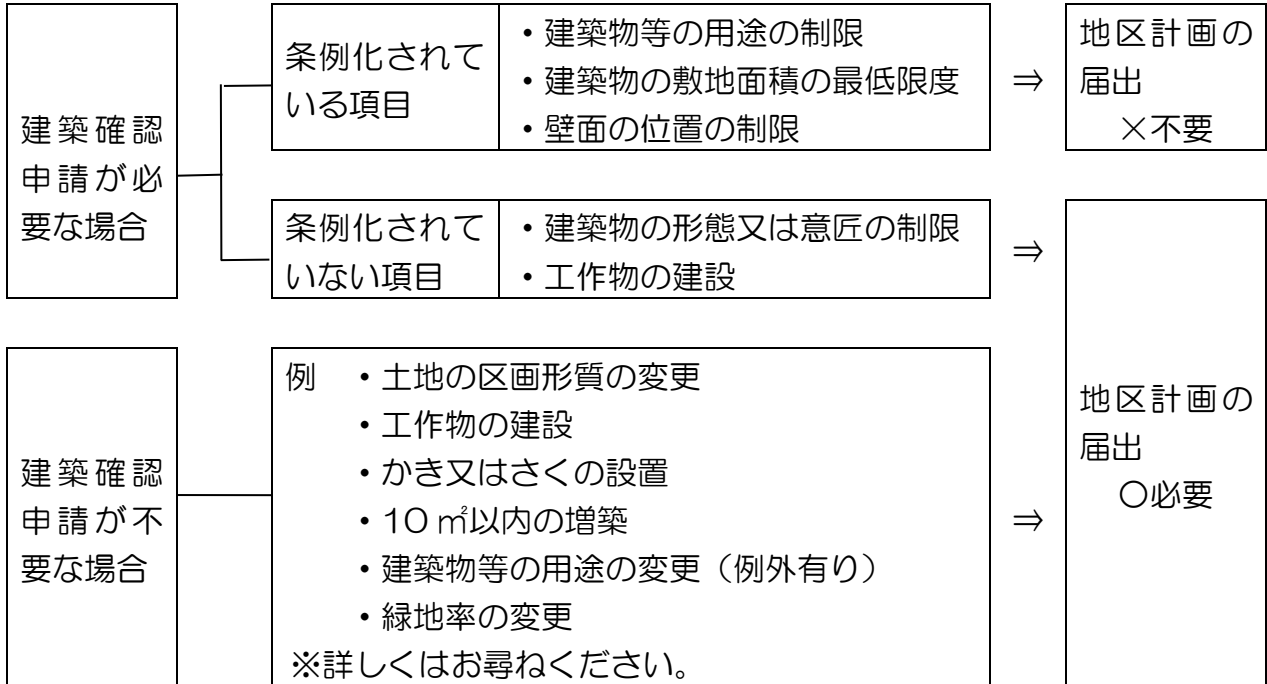 建築確認
申請が必
要な場合
条例化されて
いる項目
・建築物等の用途の制限
・建築物の敷地面積の最低限度
・壁面の位置の制限
⇒
地区計画の
届出
×不要
条例化されて
いない項目
・建築物の形態又は意匠の制限
・工作物の建設
⇒
建築確認
申請が不
要な場合
例　・土地の区画形質の変更
・工作物の建設
・かき又はさくの設置
・10㎡以内の増築
・建築物等の用途の変更（例外有り）
・緑地率の変更
※詳しくはお尋ねください。
⇒
地区計画の
届出
○必要